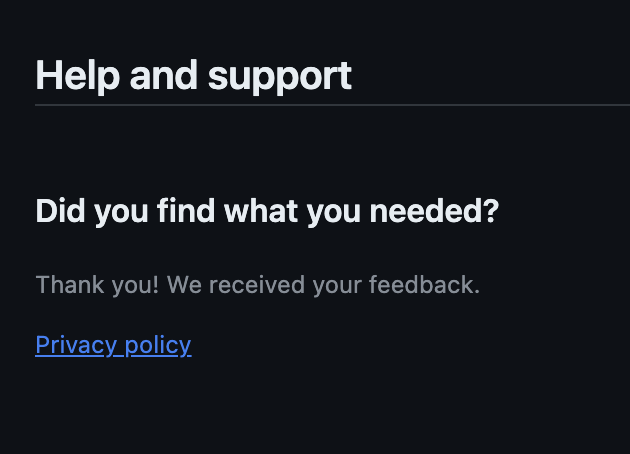 Help and support
Did you find what you needed?
Thank you! We received your feedback.
Privacy policy